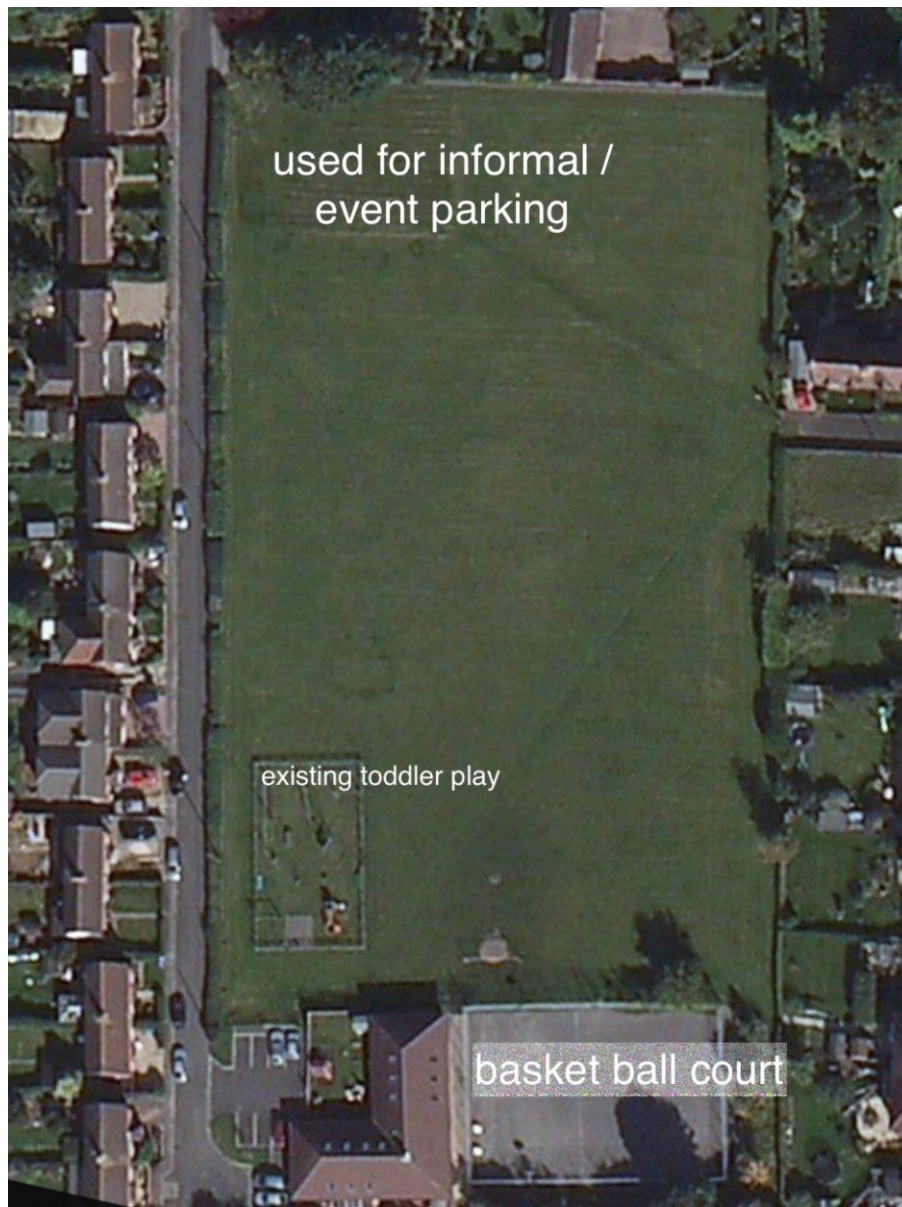 used for informal /
event parking
existing toddler play
basket ball court